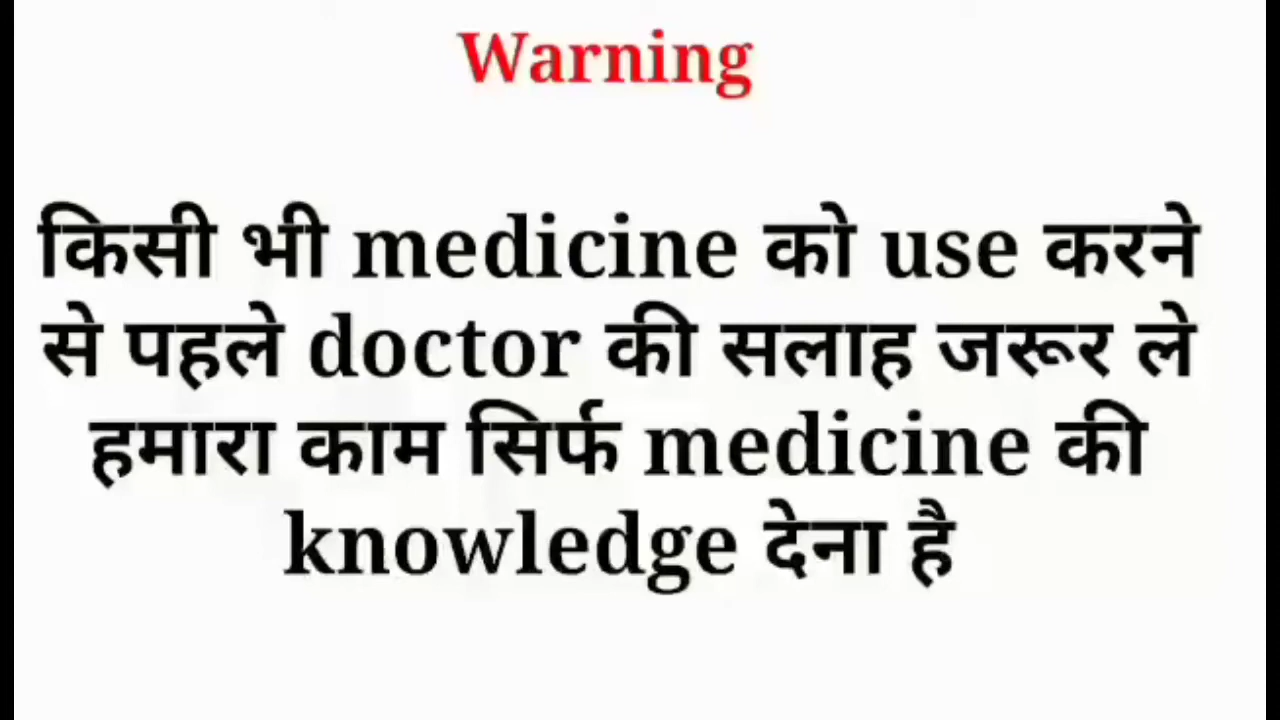 Warning
किसी भी medicine को use करने
से पहले doctor की सलाह जरूर ले
हमारा काम सिर्फ medicine की
knowledge देना है